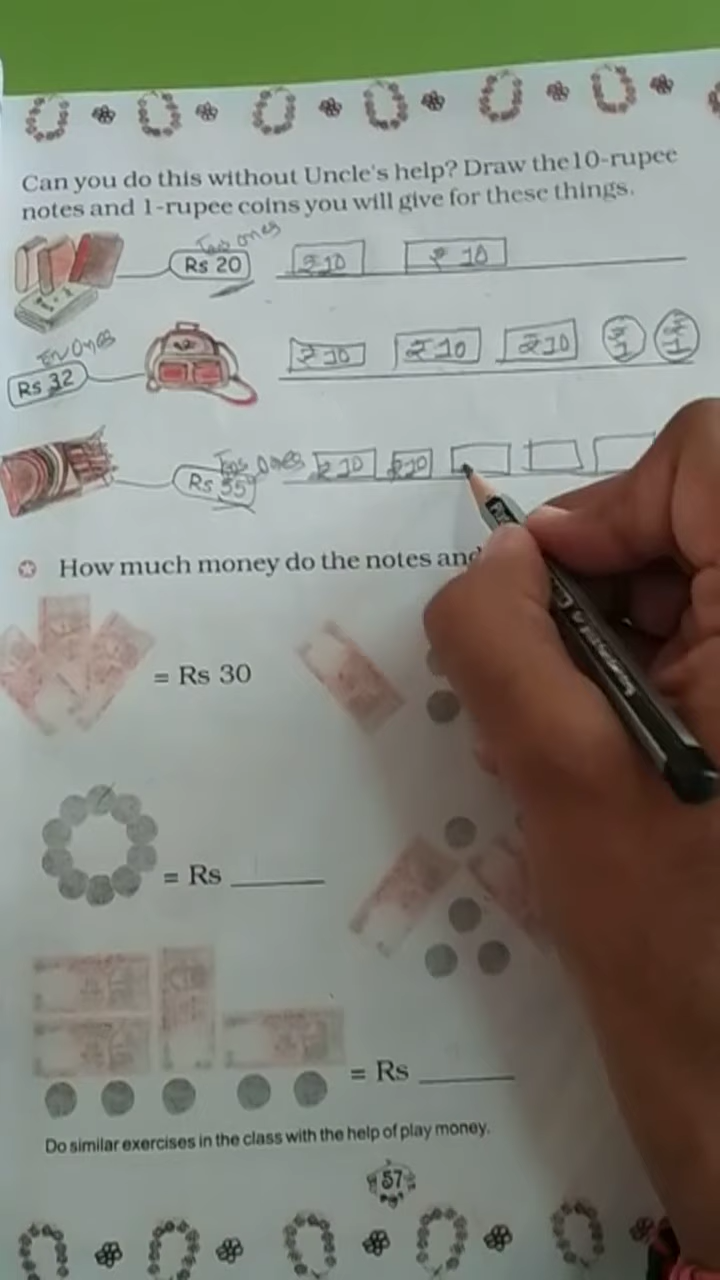 Can you do this without Uncle's help? Draw the 10-rupee
notes and 1-rupee coins you will give for these things.
ones
Rs 20 ₹10 ₹ 10
Ones
Rs 32 ₹10 ₹10 ₹10 ₹1 ₹1
Tens Ones
Rs 55 ₹10 ₹10
How much money do the notes and
= Rs 30
= Rs
= Rs
Do similar exercises in the class with the help of play money.
57